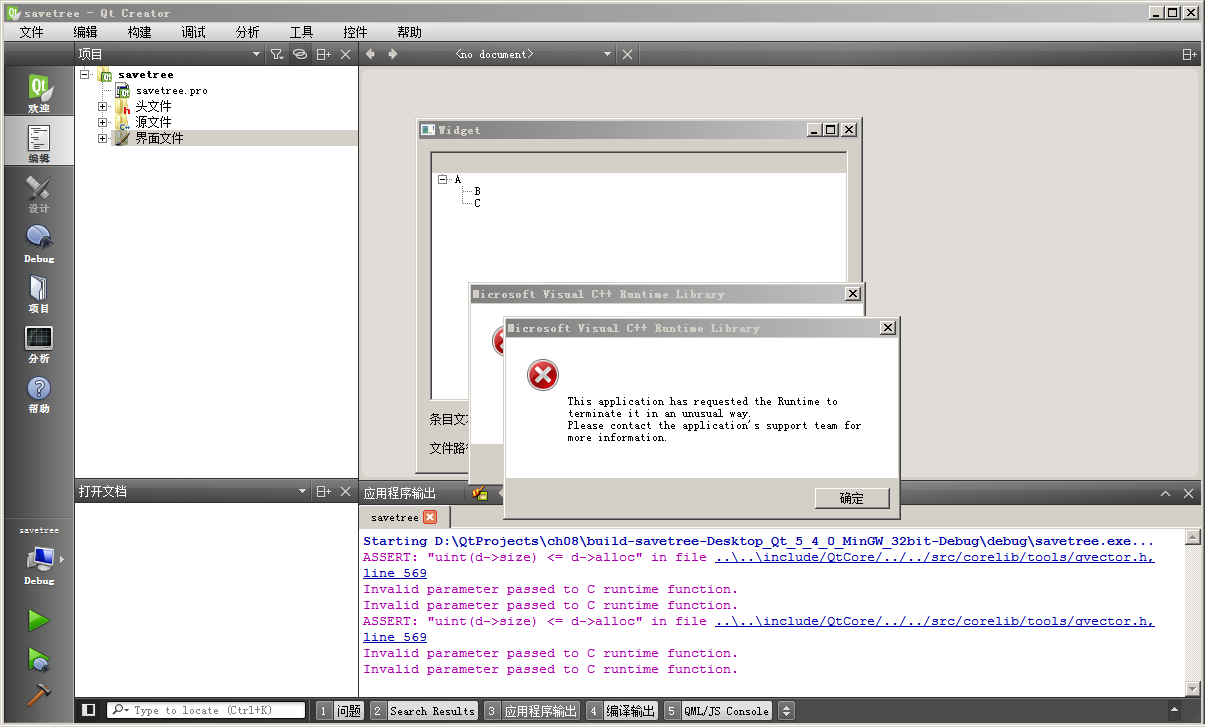 savetree - Qt Creator
文件 编辑 构建 调试 分析 工具 控件 帮助
项目
<no document>
欢迎
编辑
设计
Debug
项目
分析
帮助
savetree
savetree.pro
头文件
源文件
界面文件
Widget
A
B
C
条目文
文件路
Microsoft Visual C++ Runtime Library
Microsoft Visual C++ Runtime Library
This application has requested the Runtime to
terminate it in an unusual way.
Please contact the application's support team for
more information.
确定
打开文档
应用程序输出
savetree
Starting D:\QtProjects\ch08\build-savetree-Desktop_Qt_5_4_0_MinGW_32bit-Debug\debug\savetree.exe...
ASSERT: "uint(d->size) <= d->alloc" in file ..\..\include/QtCore/../../src/corelib/tools/qvector.h,
line 569
Invalid parameter passed to C runtime function.
Invalid parameter passed to C runtime function.
ASSERT: "uint(d->size) <= d->alloc" in file ..\..\include/QtCore/../../src/corelib/tools/qvector.h,
line 569
Invalid parameter passed to C runtime function.
Invalid parameter passed to C runtime function.
savetree
Debug
Type to locate (Ctrl+K)
1 问题 2 Search Results 3 应用程序输出 4 编译输出 5 QML/JS Console